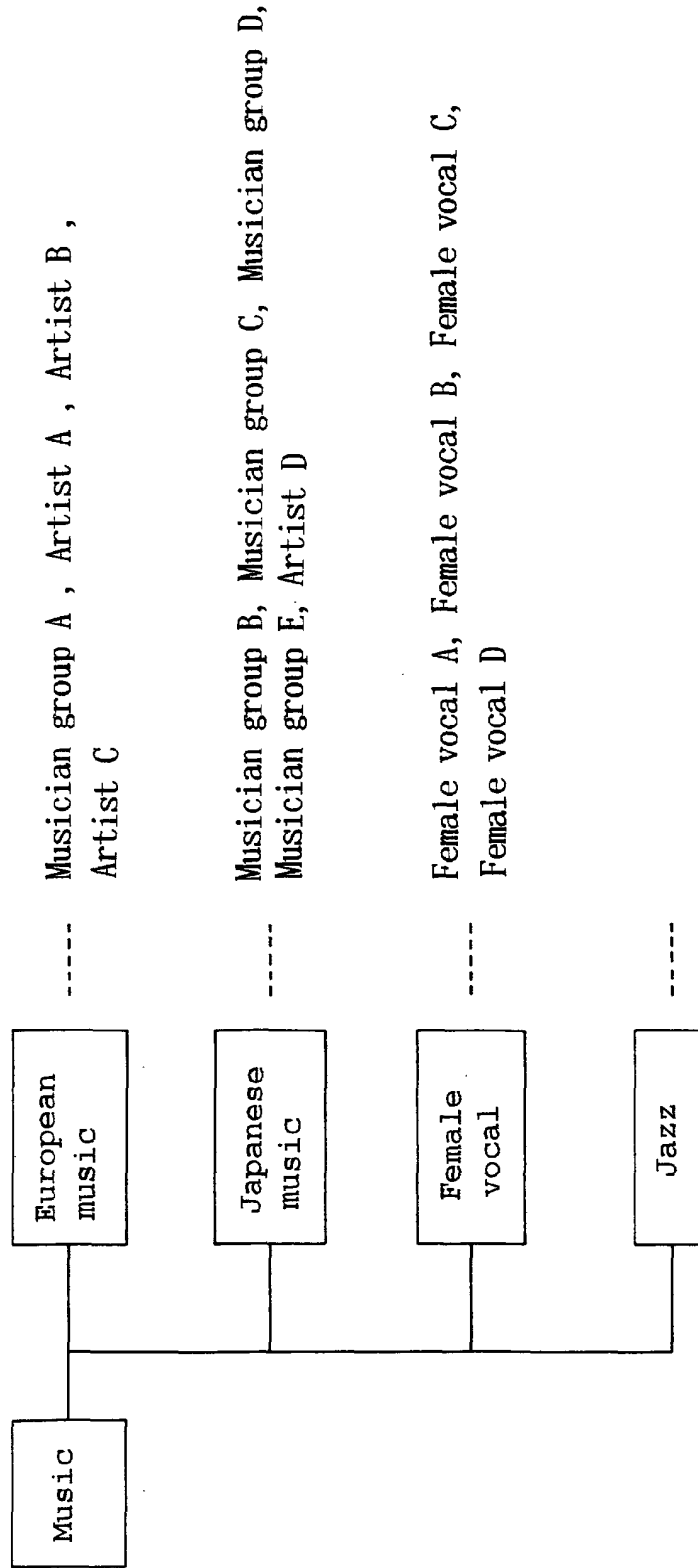 Music
European
music
-----
Musician group A , Artist A , Artist B ,
Artist C
Japanese
music
-----
Musician group B, Musician group C, Musician group D,
Musician group E, Artist D
Female
vocal
-----
Female vocal A, Female vocal B, Female vocal C,
Female vocal D
Jazz
-----